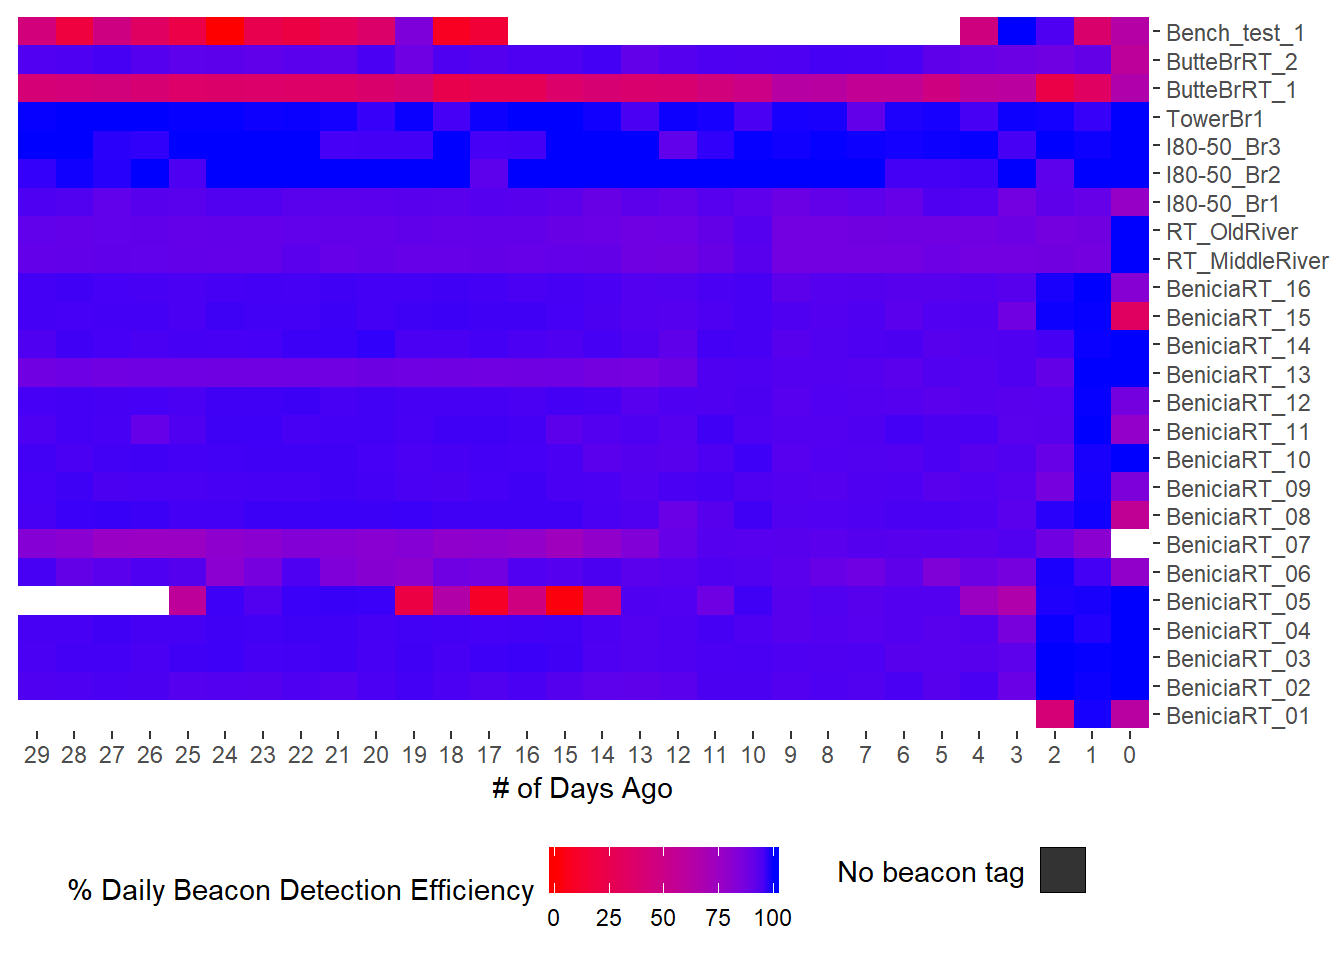 Bench_test_1
ButteBrRT_2
ButteBrRT_1
TowerBr1
I80-50_Br3
I80-50_Br2
I80-50_Br1
RT_OldRiver
RT_MiddleRiver
BeniciaRT_16
BeniciaRT_15
BeniciaRT_14
BeniciaRT_13
BeniciaRT_12
BeniciaRT_11
BeniciaRT_10
BeniciaRT_09
BeniciaRT_08
BeniciaRT_07
BeniciaRT_06
BeniciaRT_05
BeniciaRT_04
BeniciaRT_03
BeniciaRT_02
BeniciaRT_01
29 28 27 26 25 24 23 22 21 20 19 18 17 16 15 14 13 12 11 10 9 8 7 6 5 4 3 2 1 0
# of Days Ago
% Daily Beacon Detection Efficiency
0 25 50 75 100
No beacon tag